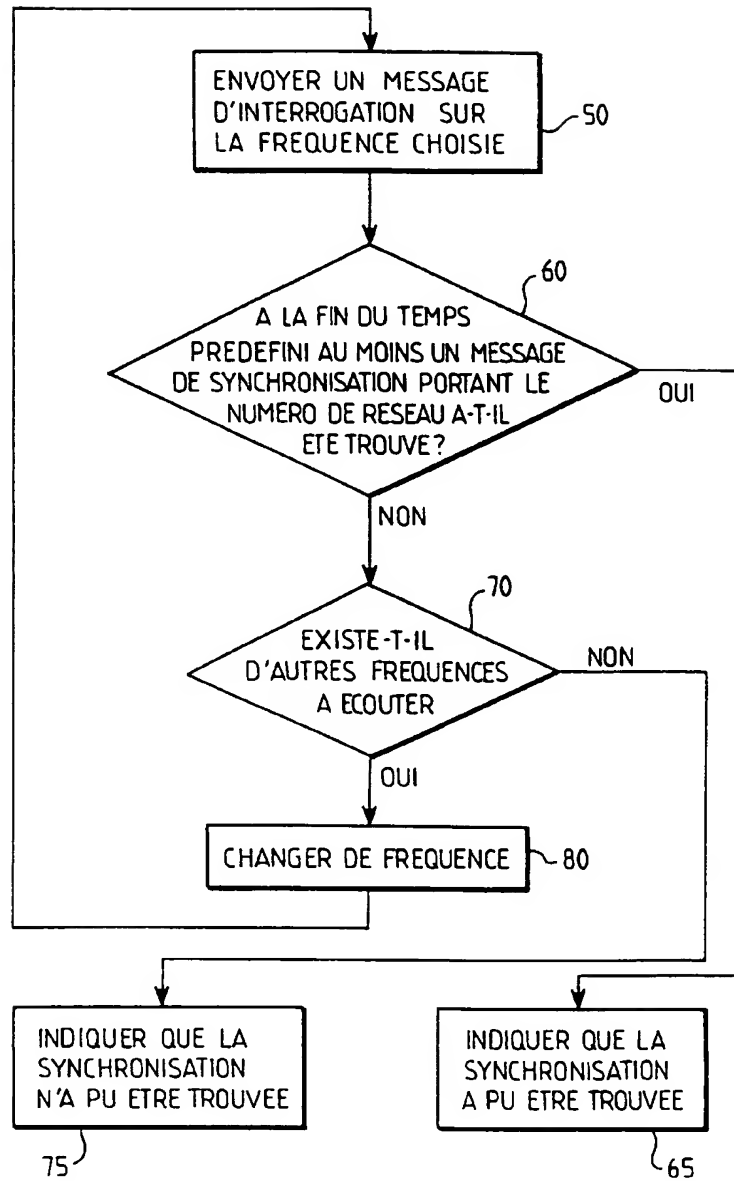 ENVOYER UN MESSAGE
D'INTERROGATION SUR
LA FREQUENCE CHOISIE
50
60
A LA FIN DU TEMPS
PREDEFINI AU MOINS UN MESSAGE
DE SYNCHRONISATION PORTANT LE
NUMERO DE RESEAU A-T-IL
ETE TROUVE?
OUI
NON
70
EXISTE-T-IL
D'AUTRES FREQUENCES
A ECOUTER
NON
OUI
CHANGER DE FREQUENCE
80
INDIQUER QUE LA
SYNCHRONISATION
N'A PU ETRE TROUVEE
75
INDIQUER QUE LA
SYNCHRONISATION
A PU ETRE TROUVEE
65